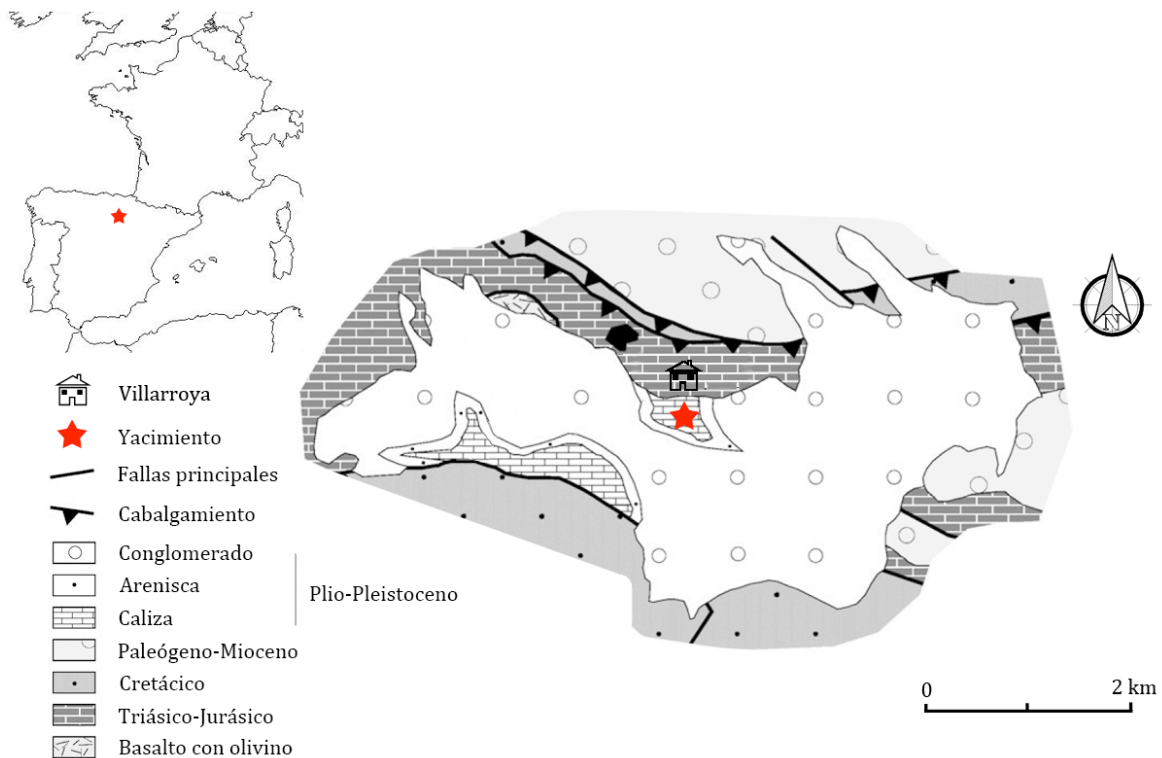 Villarroya
Yacimiento
Fallas principales
Cabalgamiento
Conglomerado
Arenisca
Caliza
Plio-Pleistoceno
Paleógeno-Mioceno
Cretácico
Triásico-Jurásico
Basalto con olivino
N
0 2 km